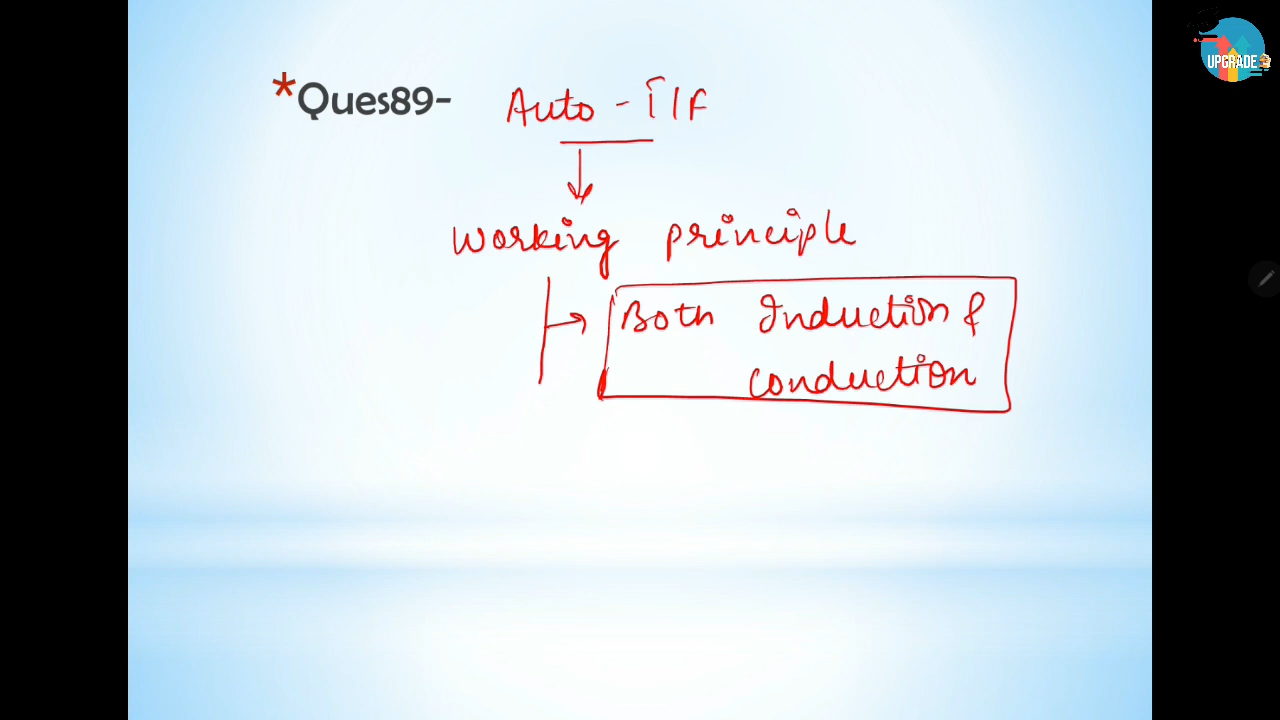 UPGRADE
*Ques89- Auto - T/F
Working principle
Both Induction &
conduction